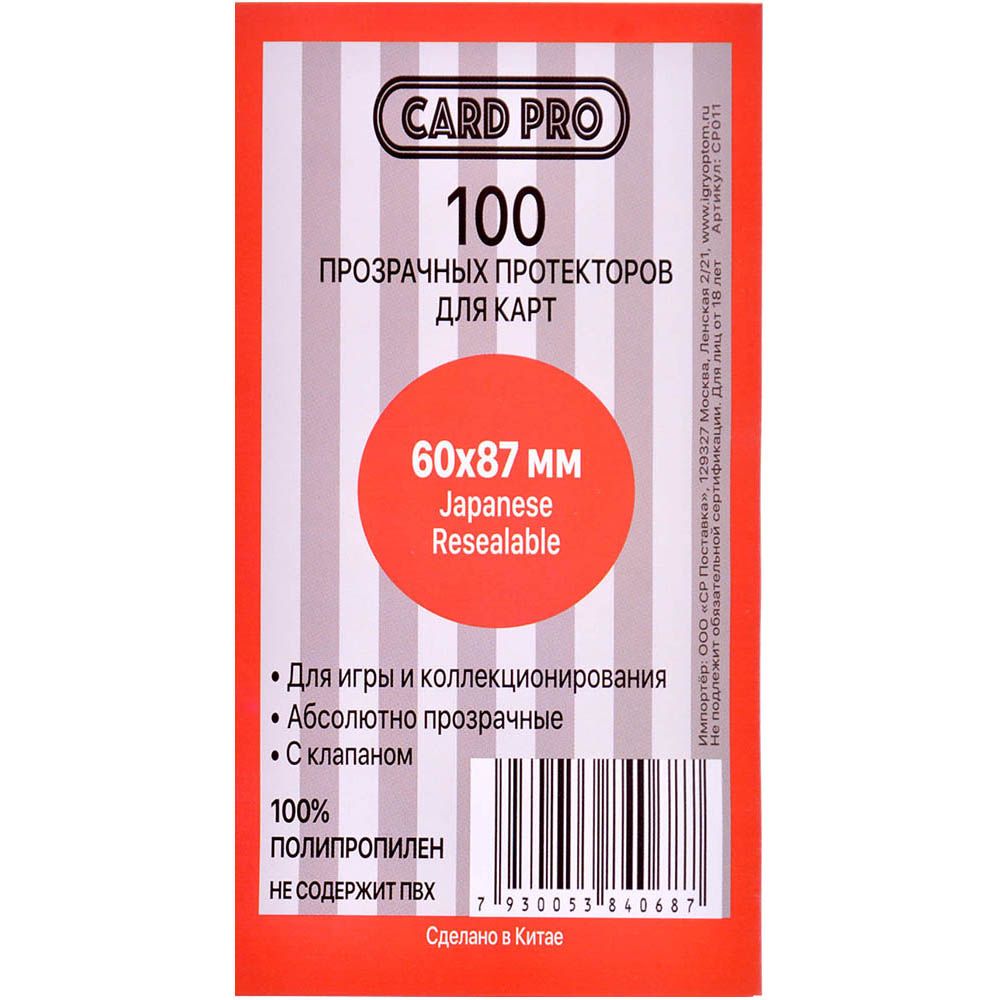 CARD PRO
100
ПРОЗРАЧНЫХ ПРОТЕКТОРОВ
ДЛЯ КАРТ
60x87 мм
Japanese
Resealable
• Для игры и коллекционирования
• Абсолютно прозрачные
• С клапаном
100%
ПОЛИПРОПИЛЕН
НЕ СОДЕРЖИТ ПВХ
7 930053 840687
Сделано в Китае
Импортёр: ООО «СР Поставка», 129327 Москва, Ленская 2/21, www.igryoptom.ru
Не подлежит обязательной сертификации. Для лиц от 18 лет Артикул: CP011